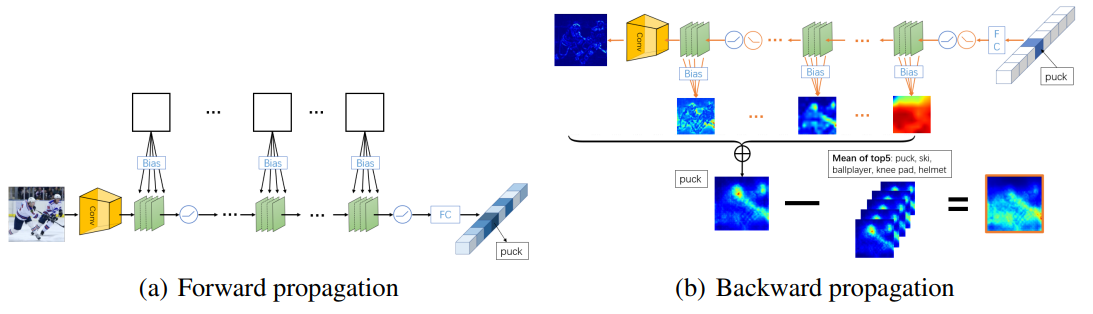 Bias
...
Bias
...
Bias
Conv
...
...
FC
puck
(a) Forward propagation
Conv
...
...
F
C
puck
Bias
Bias
Bias
...
...
Mean of top5: puck, ski,
ballplayer, knee pad, helmet
puck
(b) Backward propagation